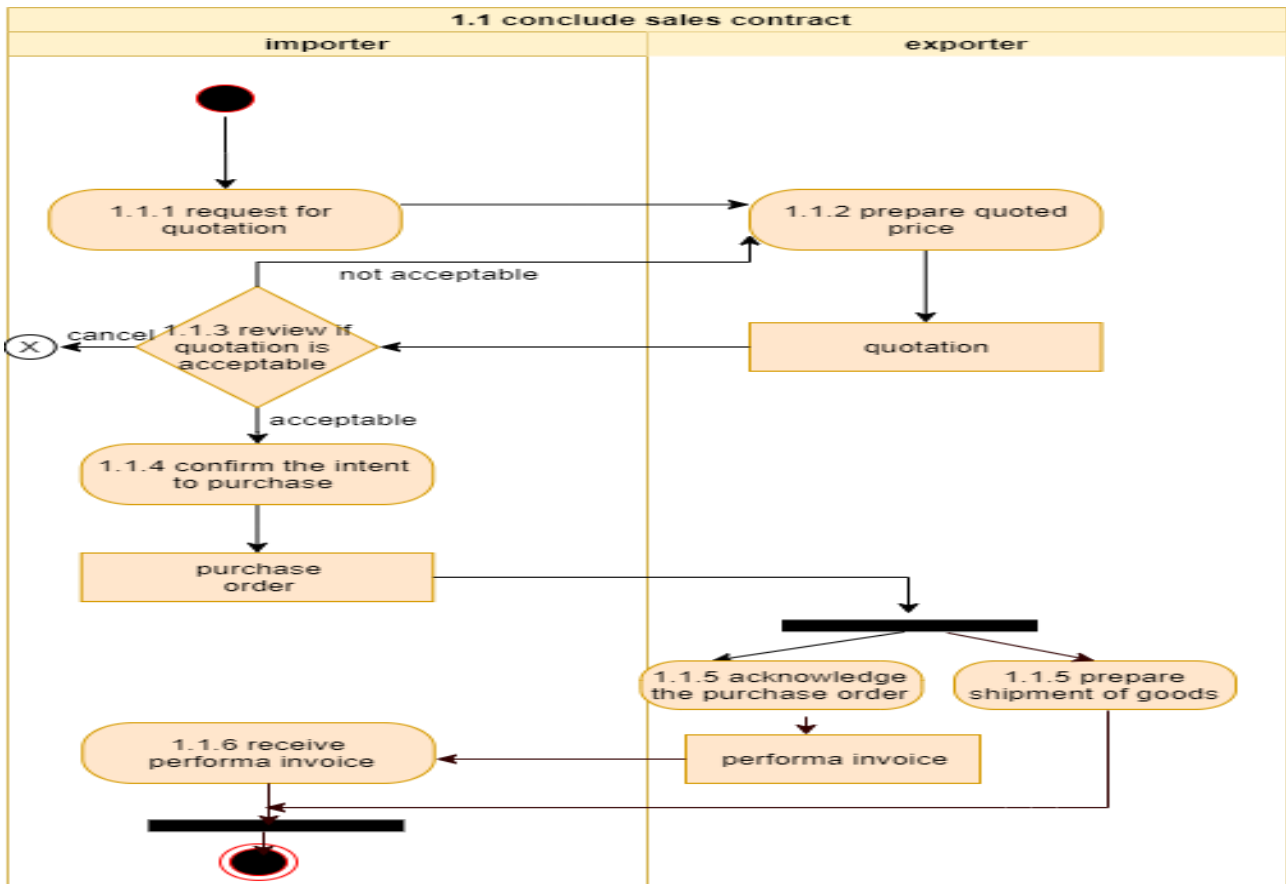 1.1 conclude sales contract
importer
exporter
1.1.1 request for
quotation
1.1.2 prepare quoted
price
not acceptable
cancel
1.1.3 review if
quotation is
acceptable
X
quotation
acceptable
1.1.4 confirm the intent
to purchase
purchase
order
1.1.5 acknowledge
the purchase order
1.1.5 prepare
shipment of goods
1.1.6 receive
performa invoice
performa invoice